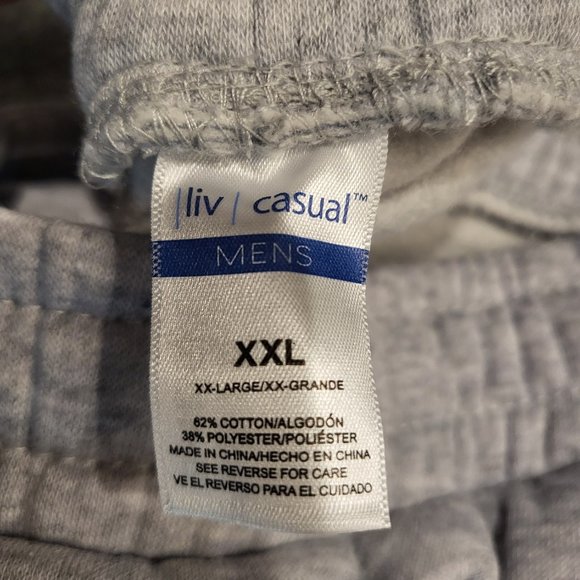 |liv| casual™
MENS
XXL
XX-LARGE/XX-GRANDE
62% COTTON/ALGODÓN
38% POLYESTER/POLIÉSTER
MADE IN CHINA/HECHO EN CHINA
SEE REVERSE FOR CARE
VE EL REVERSO PARA EL CUIDADO